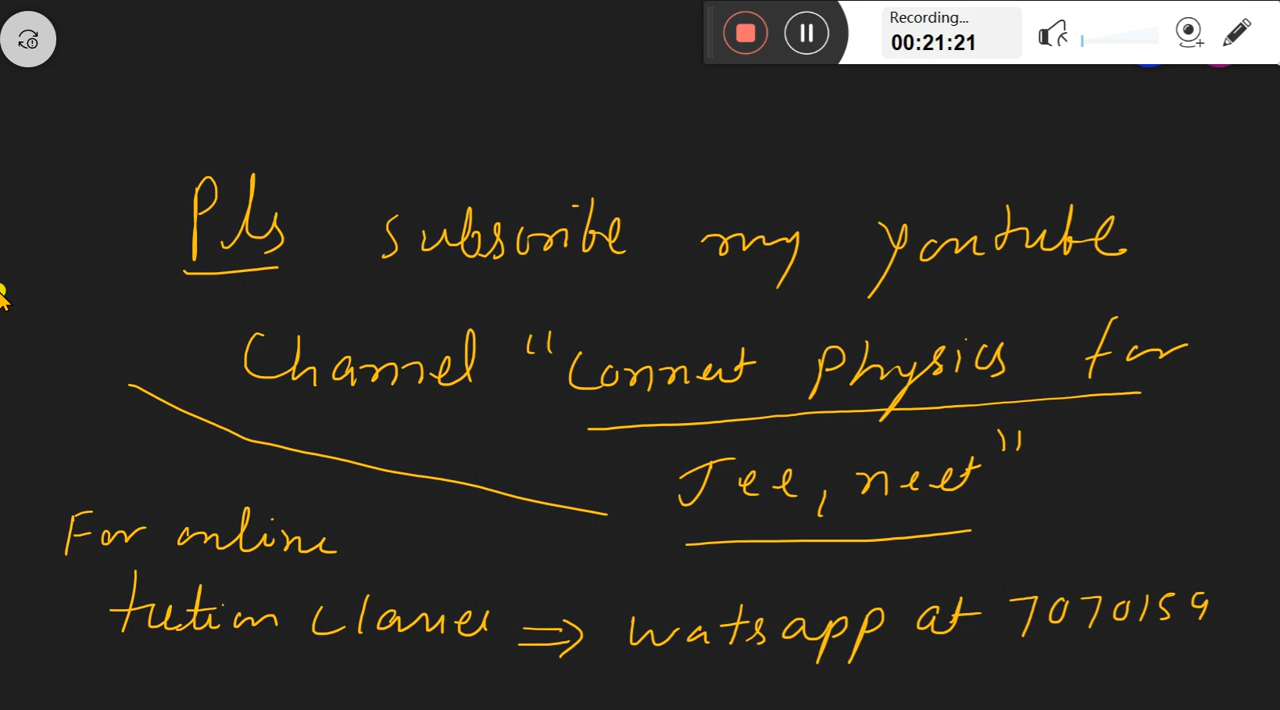 Recording...
00:21:21
Pls subscribe my youtube
Channel "Connect Physics for
Jee, neet"
For online
tution classes ⇒ watsapp at 7070159